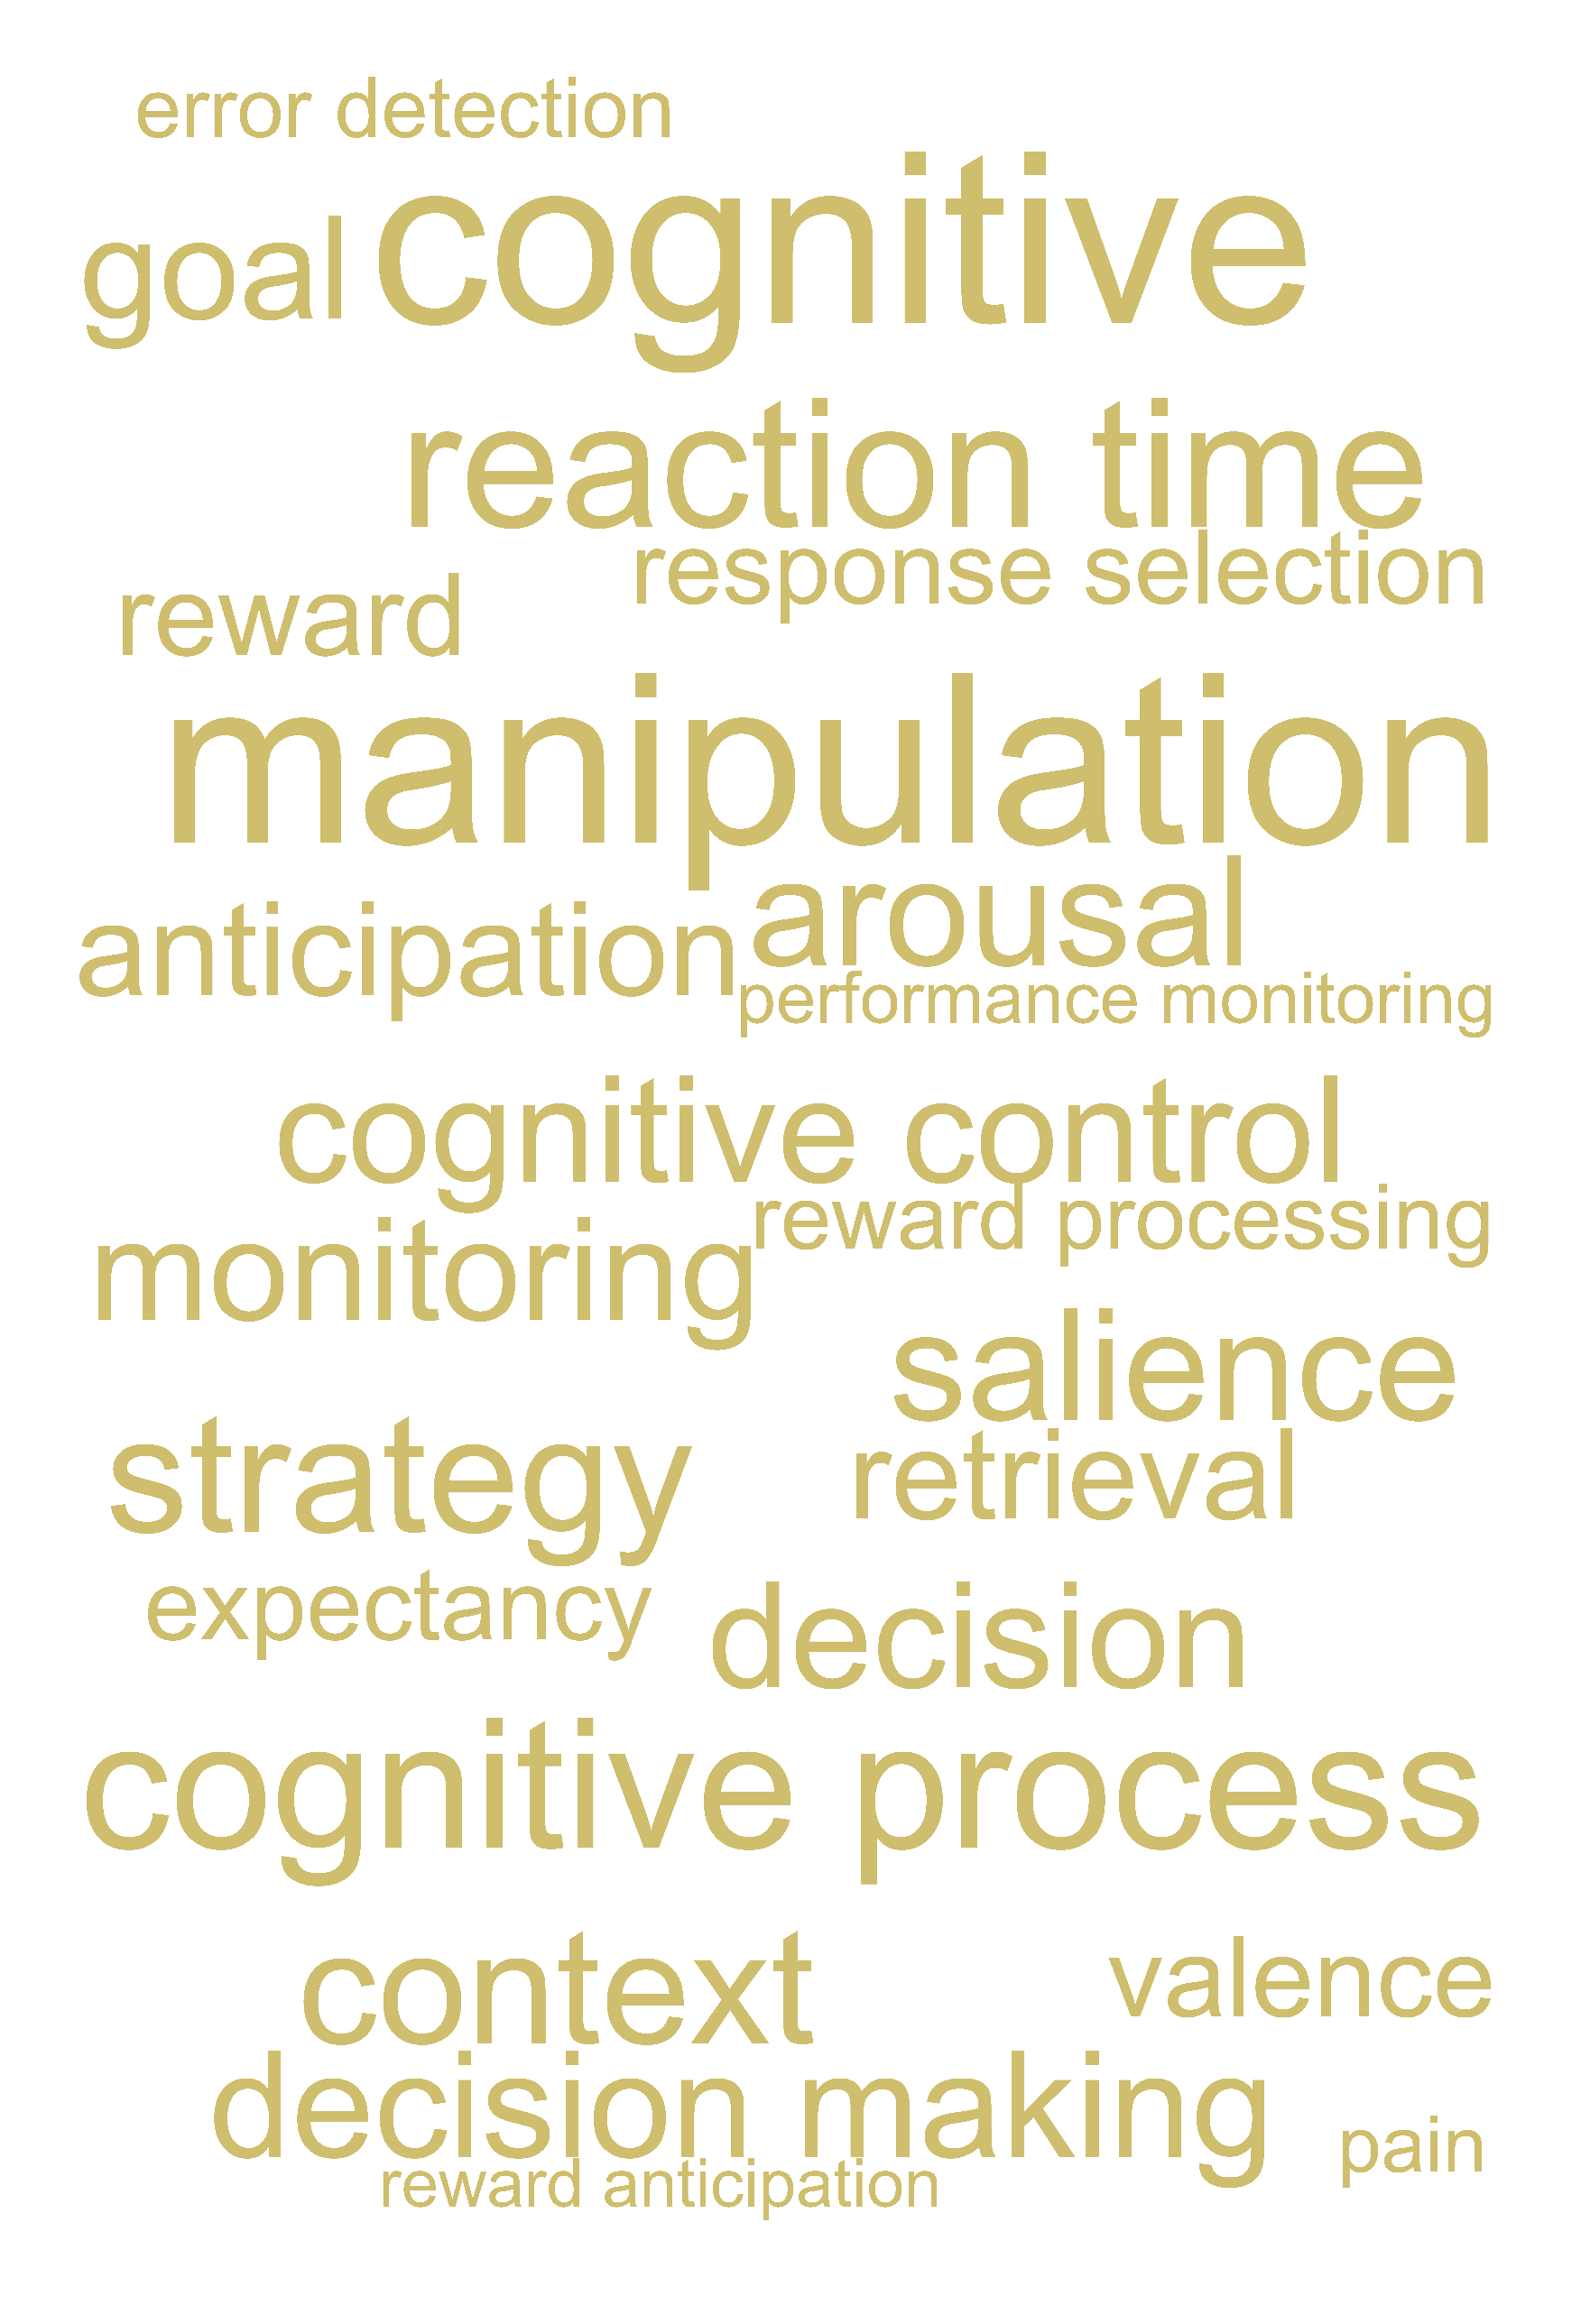 error detection
goal cognitive
reaction time
response selection
reward
manipulation
arousal
anticipation
performance monitoring
cognitive control
reward processing
monitoring
salience
strategy
retrieval
expectancy
decision
cognitive process
context
valence
decision making
pain
reward anticipation